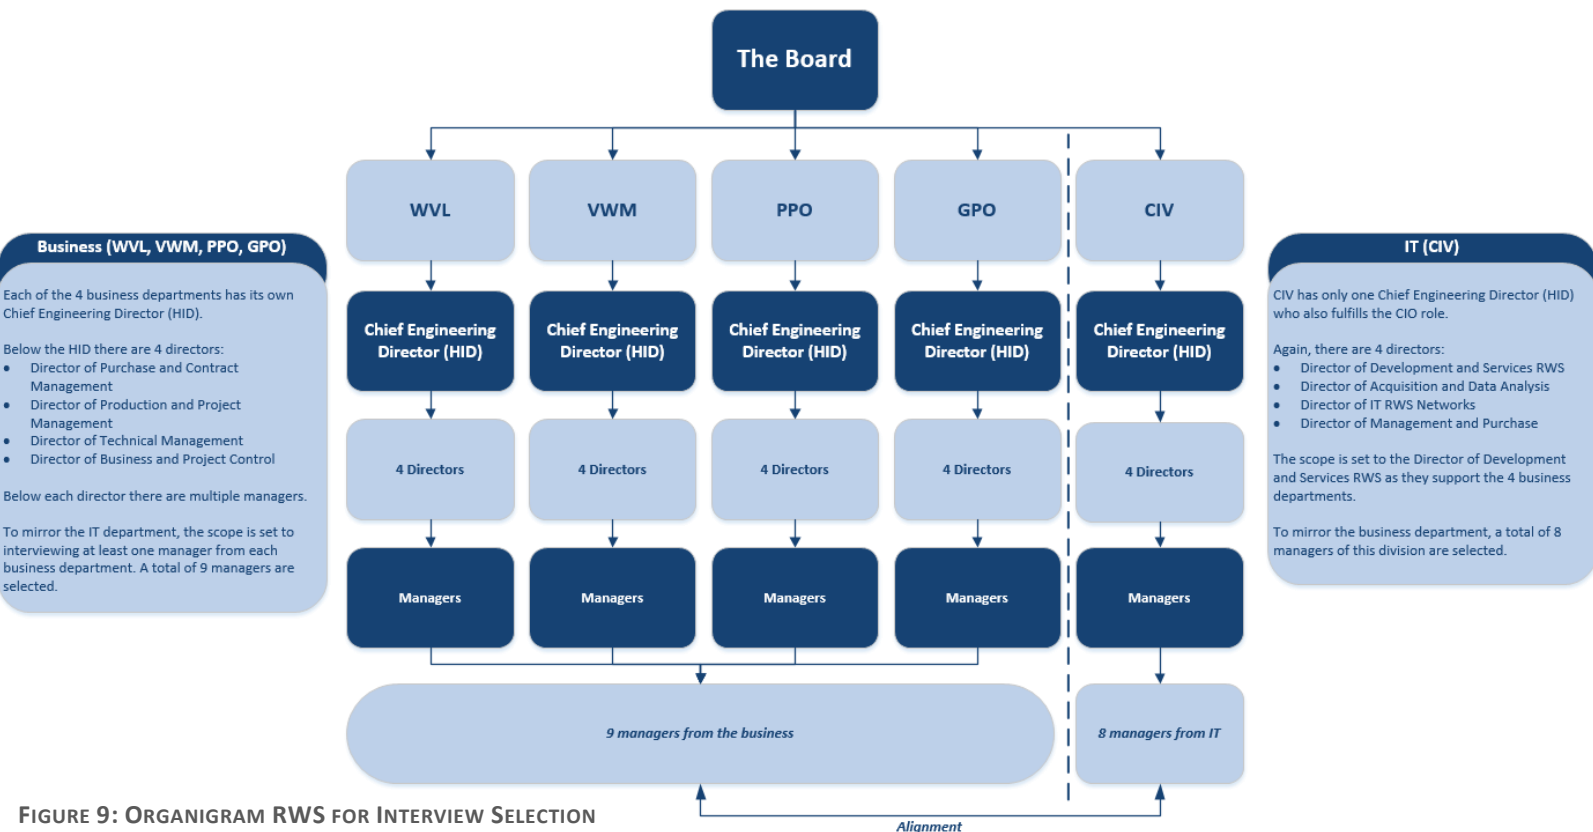 The Board
WVL
VWM
PPO
GPO
CIV
Business (WVL, VWM, PPO, GPO)
Each of the 4 business departments has its own
Chief Engineering Director (HID).
Below the HID there are 4 directors:
• Director of Purchase and Contract
Management
• Director of Production and Project
Management
• Director of Technical Management
• Director of Business and Project Control
Below each director there are multiple managers.
To mirror the IT department, the scope is set to
interviewing at least one manager from each
business department. A total of 9 managers are
selected.
Chief Engineering
Director (HID)
Chief Engineering
Director (HID)
Chief Engineering
Director (HID)
Chief Engineering
Director (HID)
Chief Engineering
Director (HID)
4 Directors
4 Directors
4 Directors
4 Directors
4 Directors
Managers
Managers
Managers
Managers
Managers
9 managers from the business
8 managers from IT
IT (CIV)
CIV has only one Chief Engineering Director (HID)
who also fulfills the CIO role.
Again, there are 4 directors:
• Director of Development and Services RWS
• Director of Acquisition and Data Analysis
• Director of IT RWS Networks
• Director of Management and Purchase
The scope is set to the Director of Development
and Services RWS as they support the 4 business
departments.
To mirror the business department, a total of 8
managers of this division are selected.
Alignment
FIGURE 9: ORGANIGRAM RWS FOR INTERVIEW SELECTION